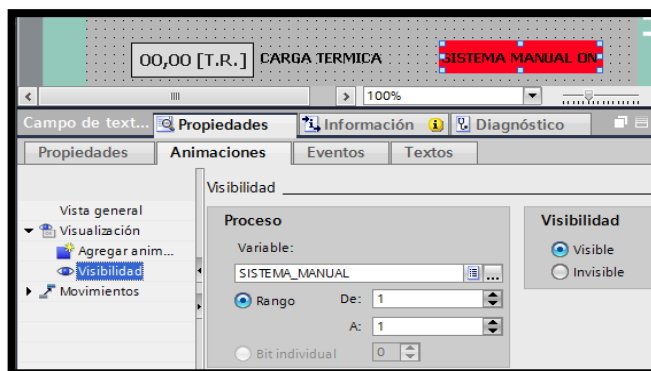 00,00 [T.R.] CARGA TERMICA SISTEMA MANUAL ON
100%
Campo de text... Propiedades Información Diagnóstico
Propiedades Animaciones Eventos Textos
Visibilidad
Vista general
Visualización
Agregar anim...
Visibilidad
Movimientos
Proceso
Variable:
SISTEMA_MANUAL ...
Rango De: 1
A: 1
Bit individual 0
Visibilidad
Visible
Invisible